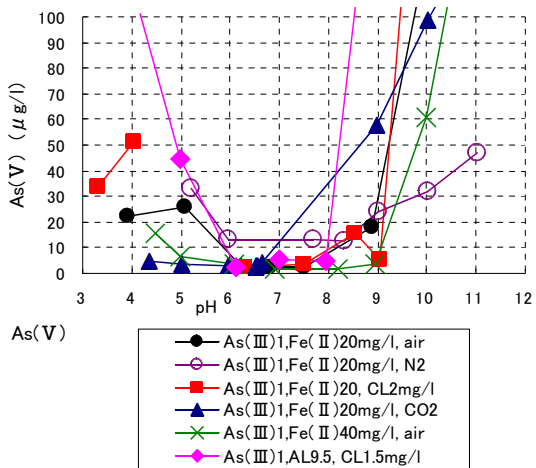 As(Ⅴ) (μg/l)
100
90
80
70
60
50
40
30
20
10
0
3 4 5 6 7 8 9 10 11 12
pH
As(Ⅴ)
As(Ⅲ)1,Fe(Ⅱ)20mg/l, air
As(Ⅲ)1,Fe(Ⅱ)20mg/l, N2
As(Ⅲ)1,Fe(Ⅱ)20, CL2mg/l
As(Ⅲ)1,Fe(Ⅱ)20mg/l, CO2
As(Ⅲ)1,Fe(Ⅱ)40mg/l, air
As(Ⅲ)1,AL9.5, CL1.5mg/l